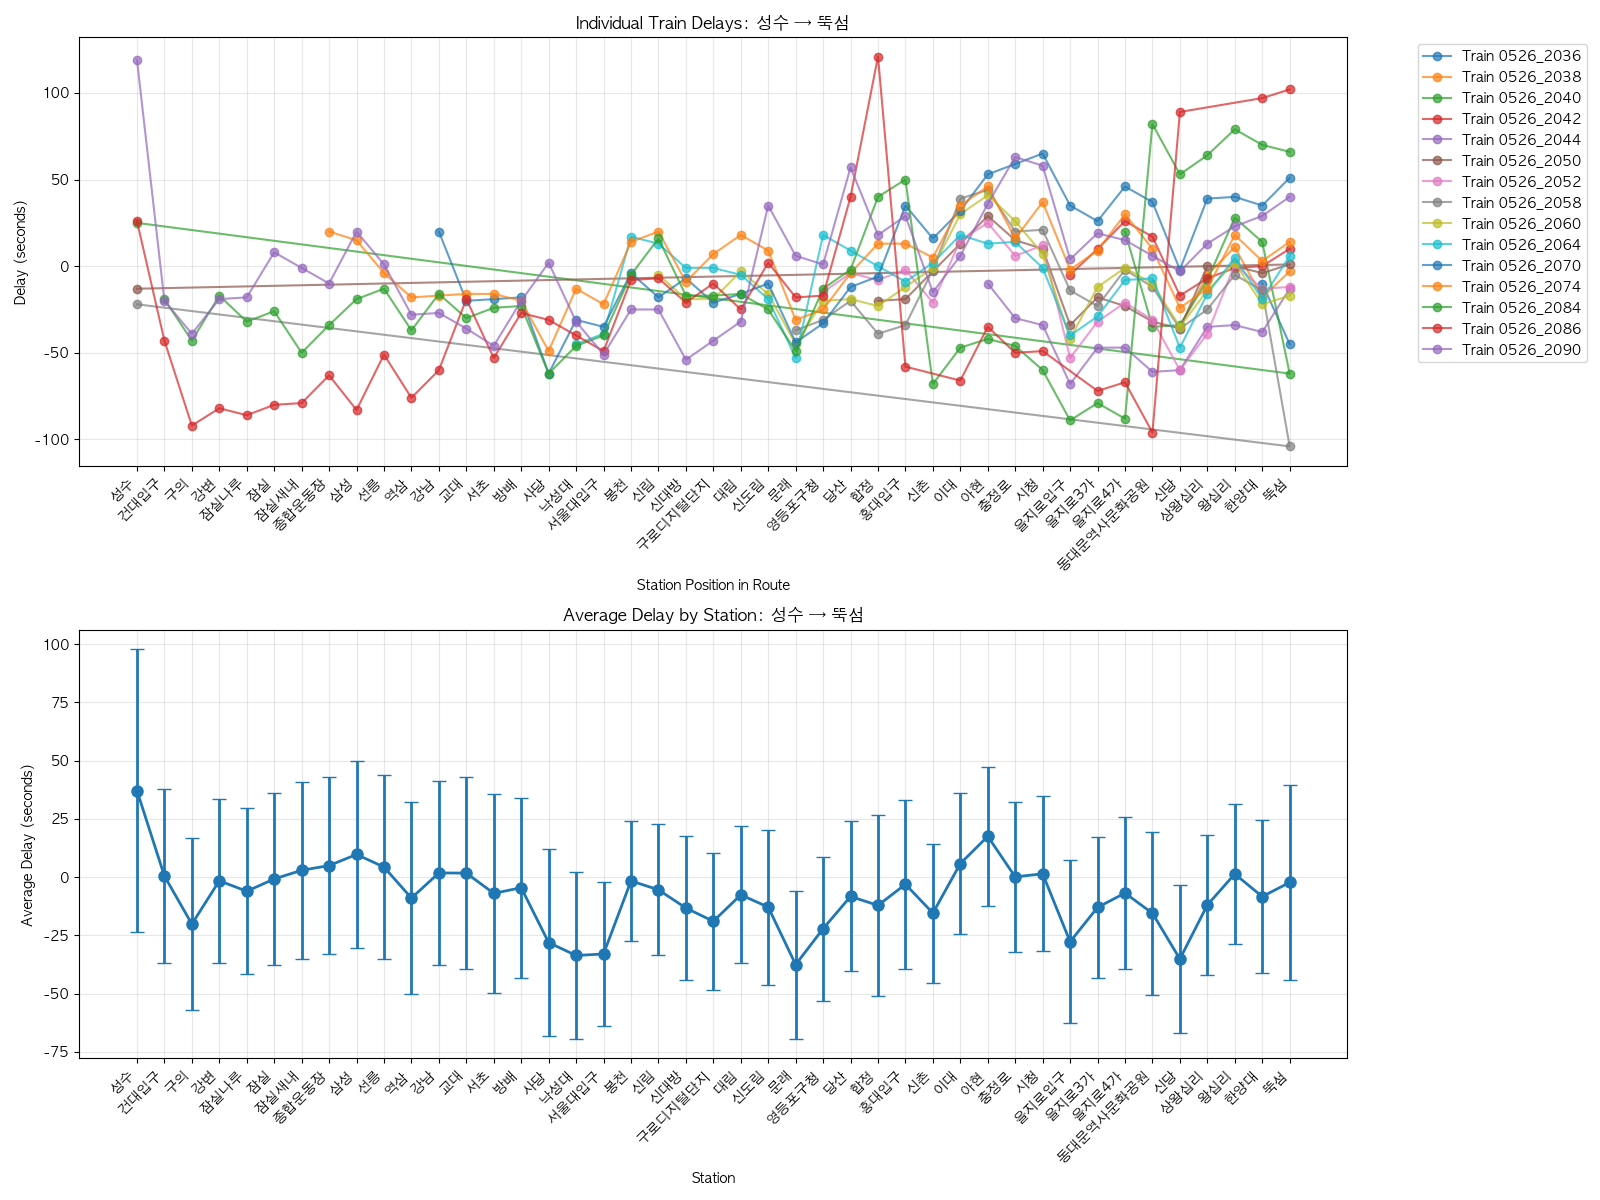 Individual Train Delays: 성수 → 뚝섬
Delay (seconds)
100
50
0
-50
-100
성수
건대입구
구의
강변
잠실나루
잠실
잠실새내
종합운동장
삼성
선릉
역삼
강남
교대
서초
방배
사당
낙성대
서울대입구
봉천
신림
신대방
구로디지털단지
대림
신도림
문래
영등포구청
당산
합정
홍대입구
신촌
이대
아현
충정로
시청
을지로입구
을지로3가
을지로4가
동대문역사문화공원
신당
상왕십리
왕십리
한양대
뚝섬
Station Position in Route
Train 0526_2036
Train 0526_2038
Train 0526_2040
Train 0526_2042
Train 0526_2044
Train 0526_2050
Train 0526_2052
Train 0526_2058
Train 0526_2060
Train 0526_2064
Train 0526_2070
Train 0526_2074
Train 0526_2084
Train 0526_2086
Train 0526_2090
Average Delay by Station: 성수 → 뚝섬
Average Delay (seconds)
100
75
50
25
0
-25
-50
-75
성수
건대입구
구의
강변
잠실나루
잠실
잠실새내
종합운동장
삼성
선릉
역삼
강남
교대
서초
방배
사당
낙성대
서울대입구
봉천
신림
신대방
구로디지털단지
대림
신도림
문래
영등포구청
당산
합정
홍대입구
신촌
이대
아현
충정로
시청
을지로입구
을지로3가
을지로4가
동대문역사문화공원
신당
상왕십리
왕십리
한양대
뚝섬
Station